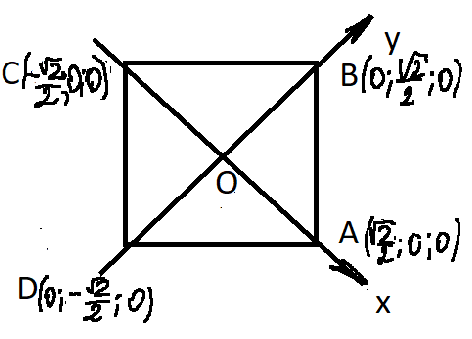 y
C(-√2/2; 0; 0)
B(0; √2/2; 0)
O
A(√2/2; 0; 0)
D(0; -√2/2; 0)
x